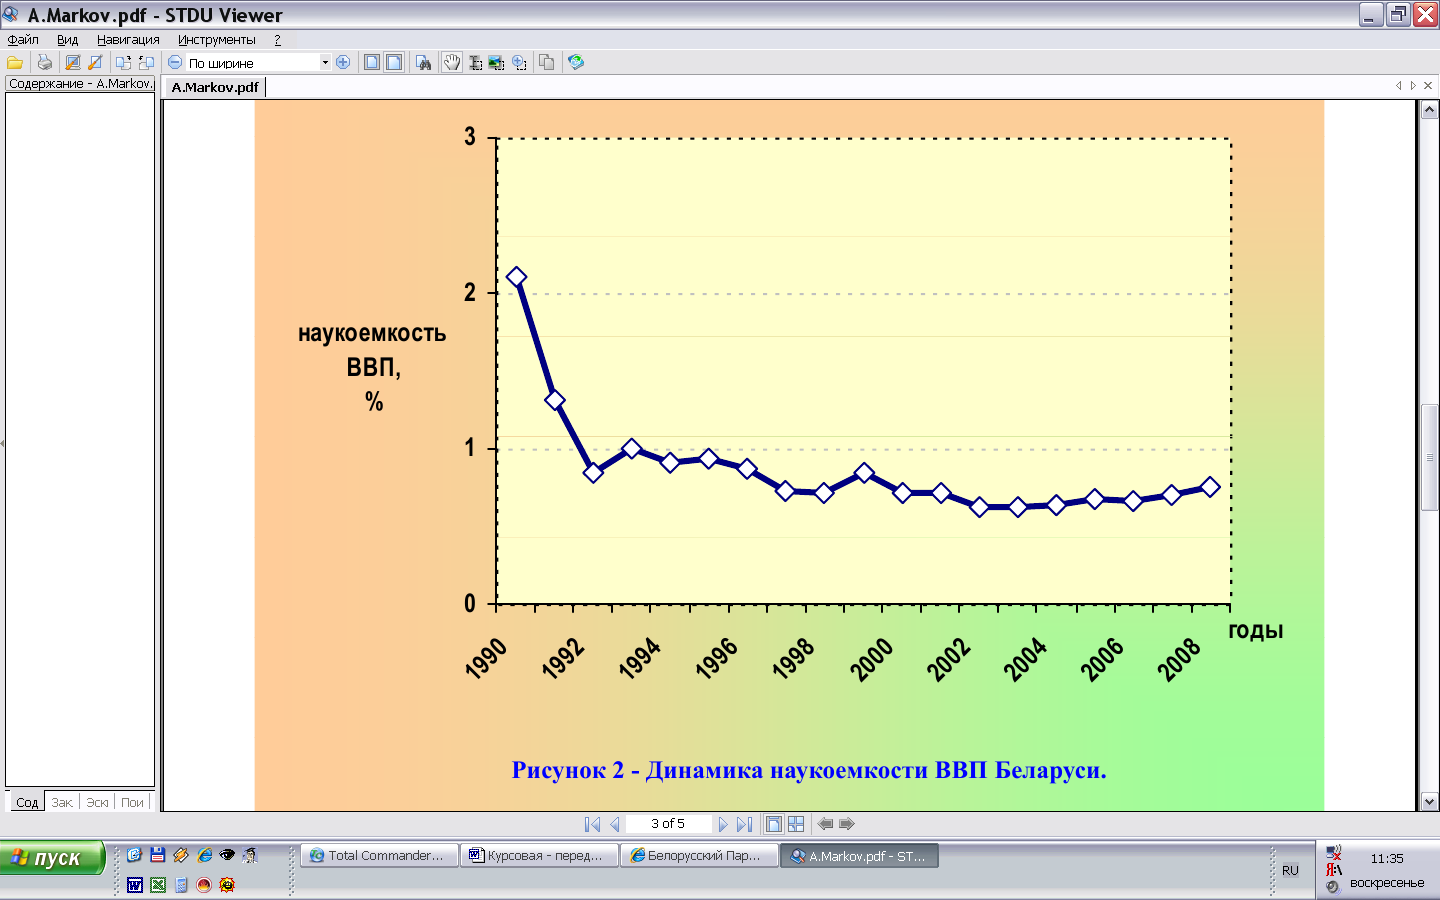 A.Markov.pdf - STDU Viewer
Файл Вид Навигация Инструменты ?
По ширине
Содержание - A.Markov.
A.Markov.pdf
3
2
1
0
наукоемкость
ВВП,
%
1990 1992 1994 1996 1998 2000 2002 2004 2006 2008
годы
Рисунок 2 - Динамика наукоемкости ВВП Беларуси.
Сод Зак Эск Пои
3 of 5
пуск
Total Commander... Курсовая - перед... Белорусский Пар... A.Markov.pdf - ST...
RU
11:35
воскресенье